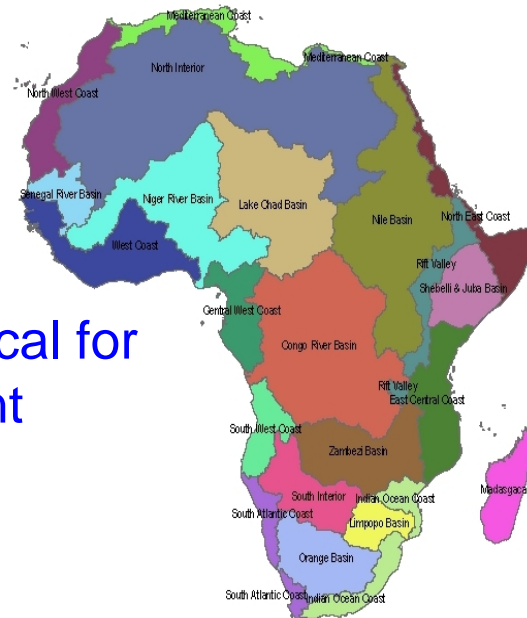 Mediterranean Coast
Mediterranean Coast
North Interior
North West Coast
Senegal River Basin
Niger River Basin
Lake Chad Basin
Nile Basin
North East Coast
West Coast
Rift Valley
Shebelli & Juba Basin
Central West Coast
Congo River Basin
cal for
nt
Rift Valley
East Central Coast
South West Coast
Zambezi Basin
Madasgaca
South Interior
Indian Ocean Coast
South Atlantic Coast
Limpopo Basin
Orange Basin
South Atlantic Coast
Indian Ocean Coast